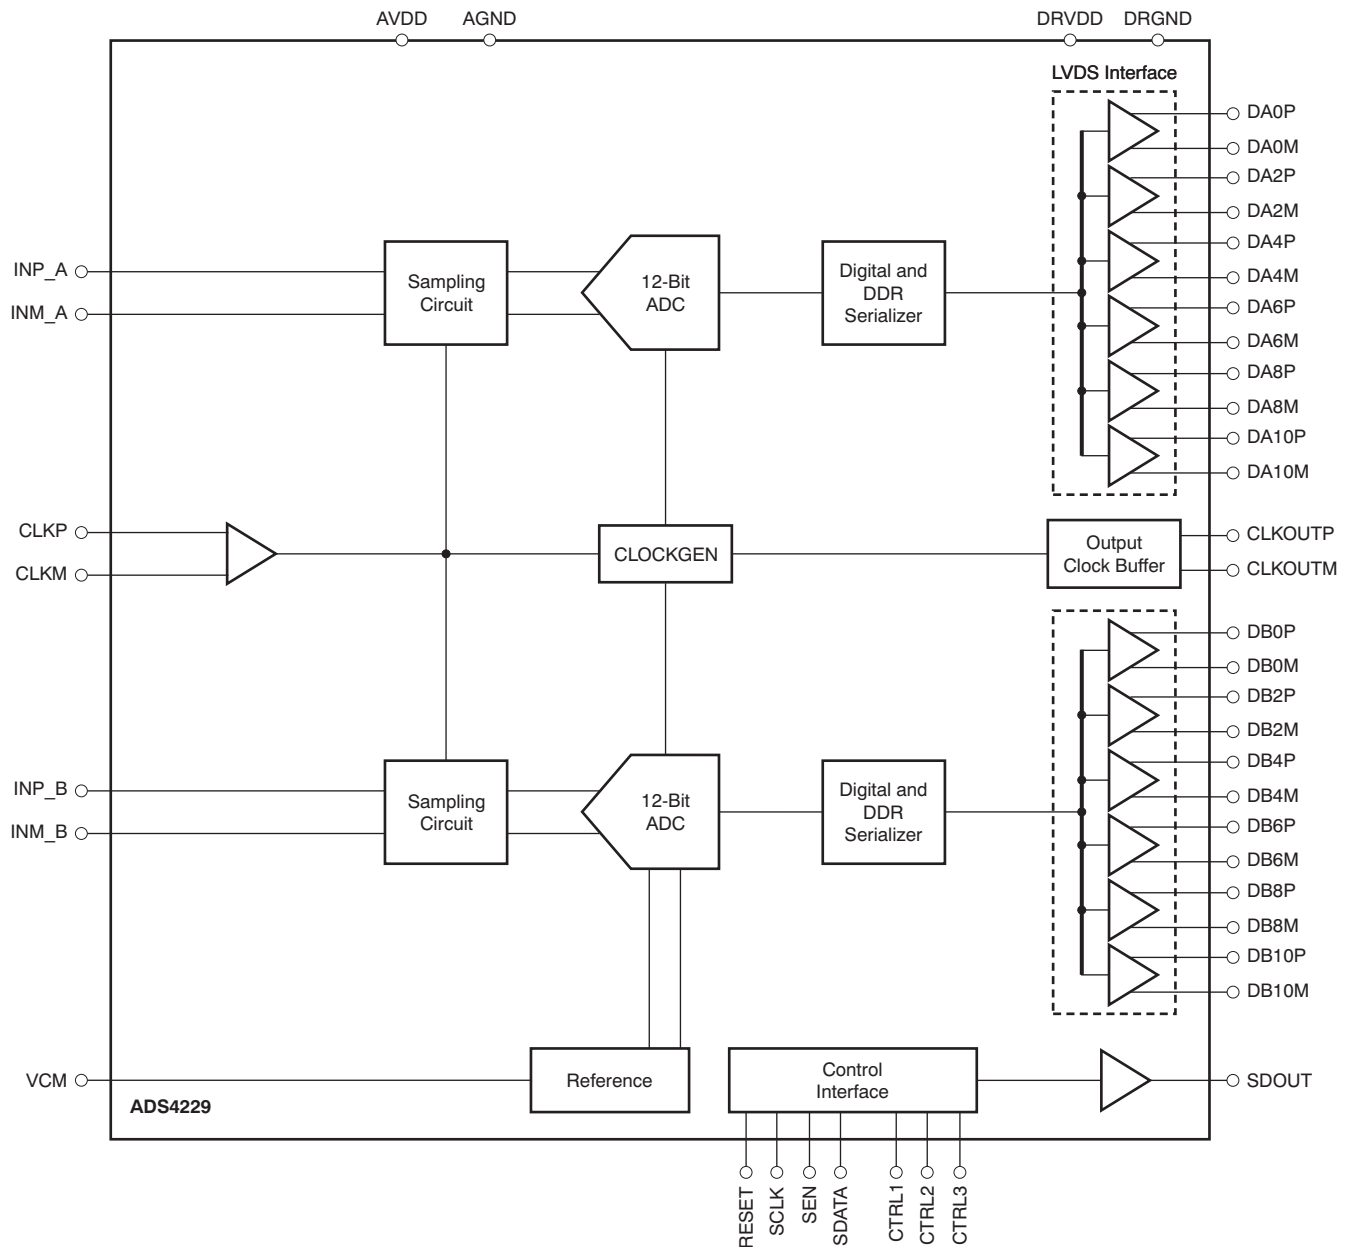 AVDD AGND DRVDD DRGND
LVDS Interface
DA0P
DA0M
DA2P
DA2M
DA4P
DA4M
DA6P
DA6M
DA8P
DA8M
DA10P
DA10M
INP_A
INM_A
Sampling
Circuit
12-Bit
ADC
Digital and
DDR
Serializer
CLKP
CLKM
CLOCKGEN
Output
Clock Buffer
CLKOUTP
CLKOUTM
DB0P
DB0M
DB2P
DB2M
DB4P
DB4M
DB6P
DB6M
DB8P
DB8M
DB10P
DB10M
INP_B
INM_B
Sampling
Circuit
12-Bit
ADC
Digital and
DDR
Serializer
VCM
Reference
Control
Interface
SDOUT
ADS4229
RESET
SCLK
SEN
SDATA
CTRL1
CTRL2
CTRL3